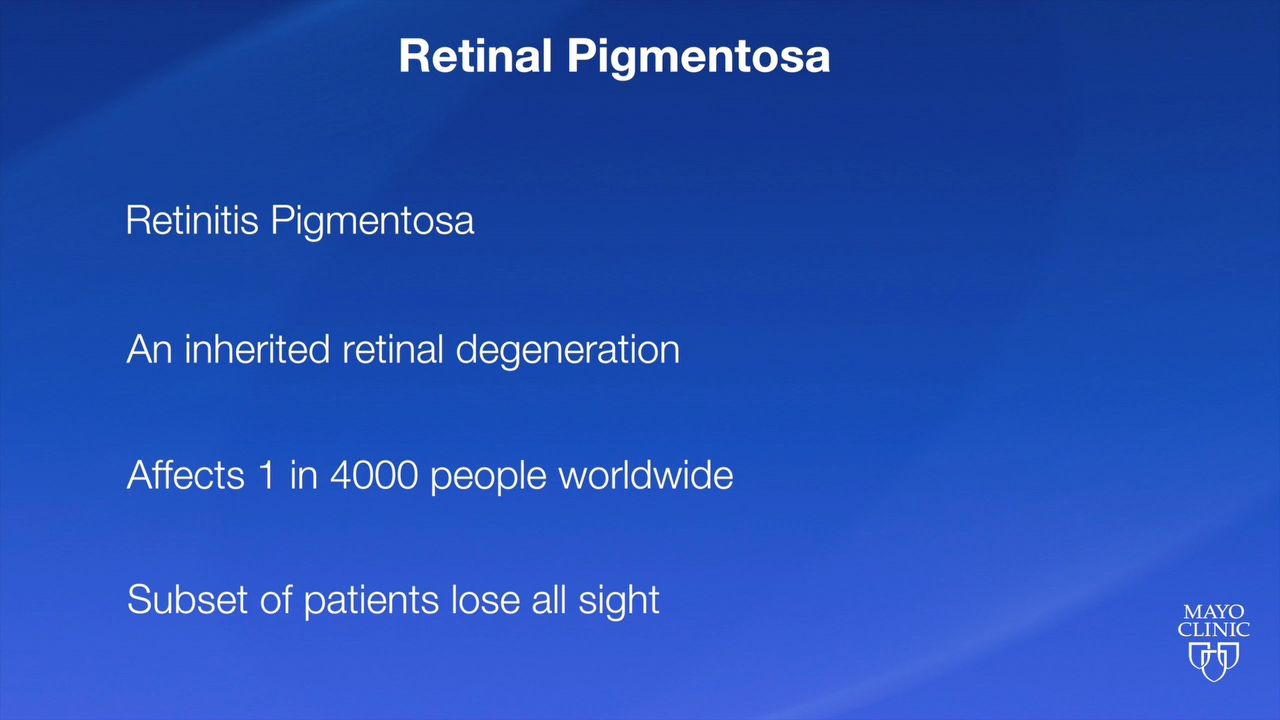 Retinal Pigmentosa
Retinitis Pigmentosa
An inherited retinal degeneration
Affects 1 in 4000 people worldwide
Subset of patients lose all sight
MAYO
CLINIC